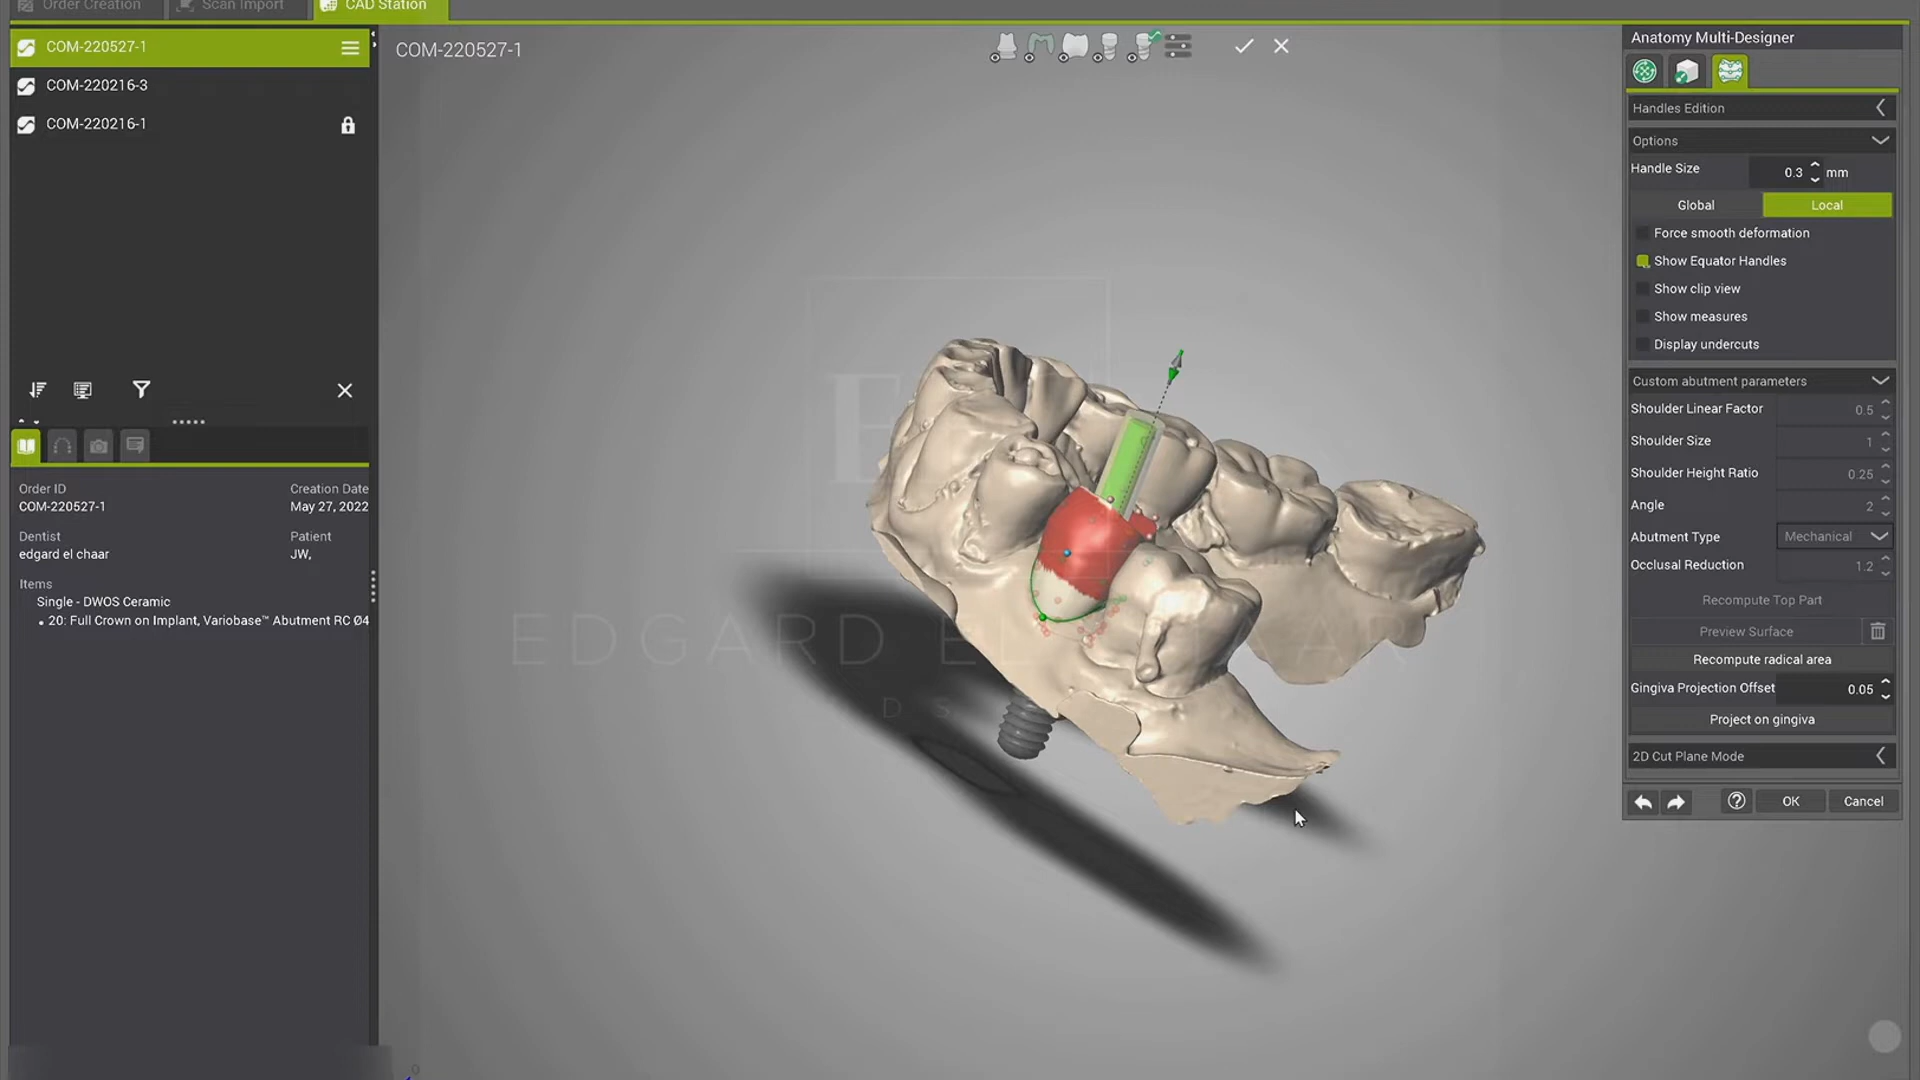 Order Creation
Scan Import
CAD Station
COM-220527-1
COM-220216-3
COM-220216-1
Order ID
Creation Date
COM-220527-1
May 27, 2022
Dentist
Patient
edgard el chaar
JW,
Items
Single - DWOS Ceramic
20: Full Crown on Implant, Variobase™ Abutment RC Ø4
COM-220527-1
EDGARD EL
Anatomy Multi-Designer
Handles Edition
Options
Handle Size
0.3
mm
Global
Local
Force smooth deformation
Show Equator Handles
Show clip view
Show measures
Display undercuts
Custom abutment parameters
Shoulder Linear Factor
0.5
Shoulder Size
1
Shoulder Height Ratio
0.25
Angle
2
Abutment Type
Mechanical
Occlusal Reduction
1.2
Recompute Top Part
Preview Surface
Recompute radical area
Gingiva Projection Offset
0.05
Project on gingiva
2D Cut Plane Mode
OK
Cancel